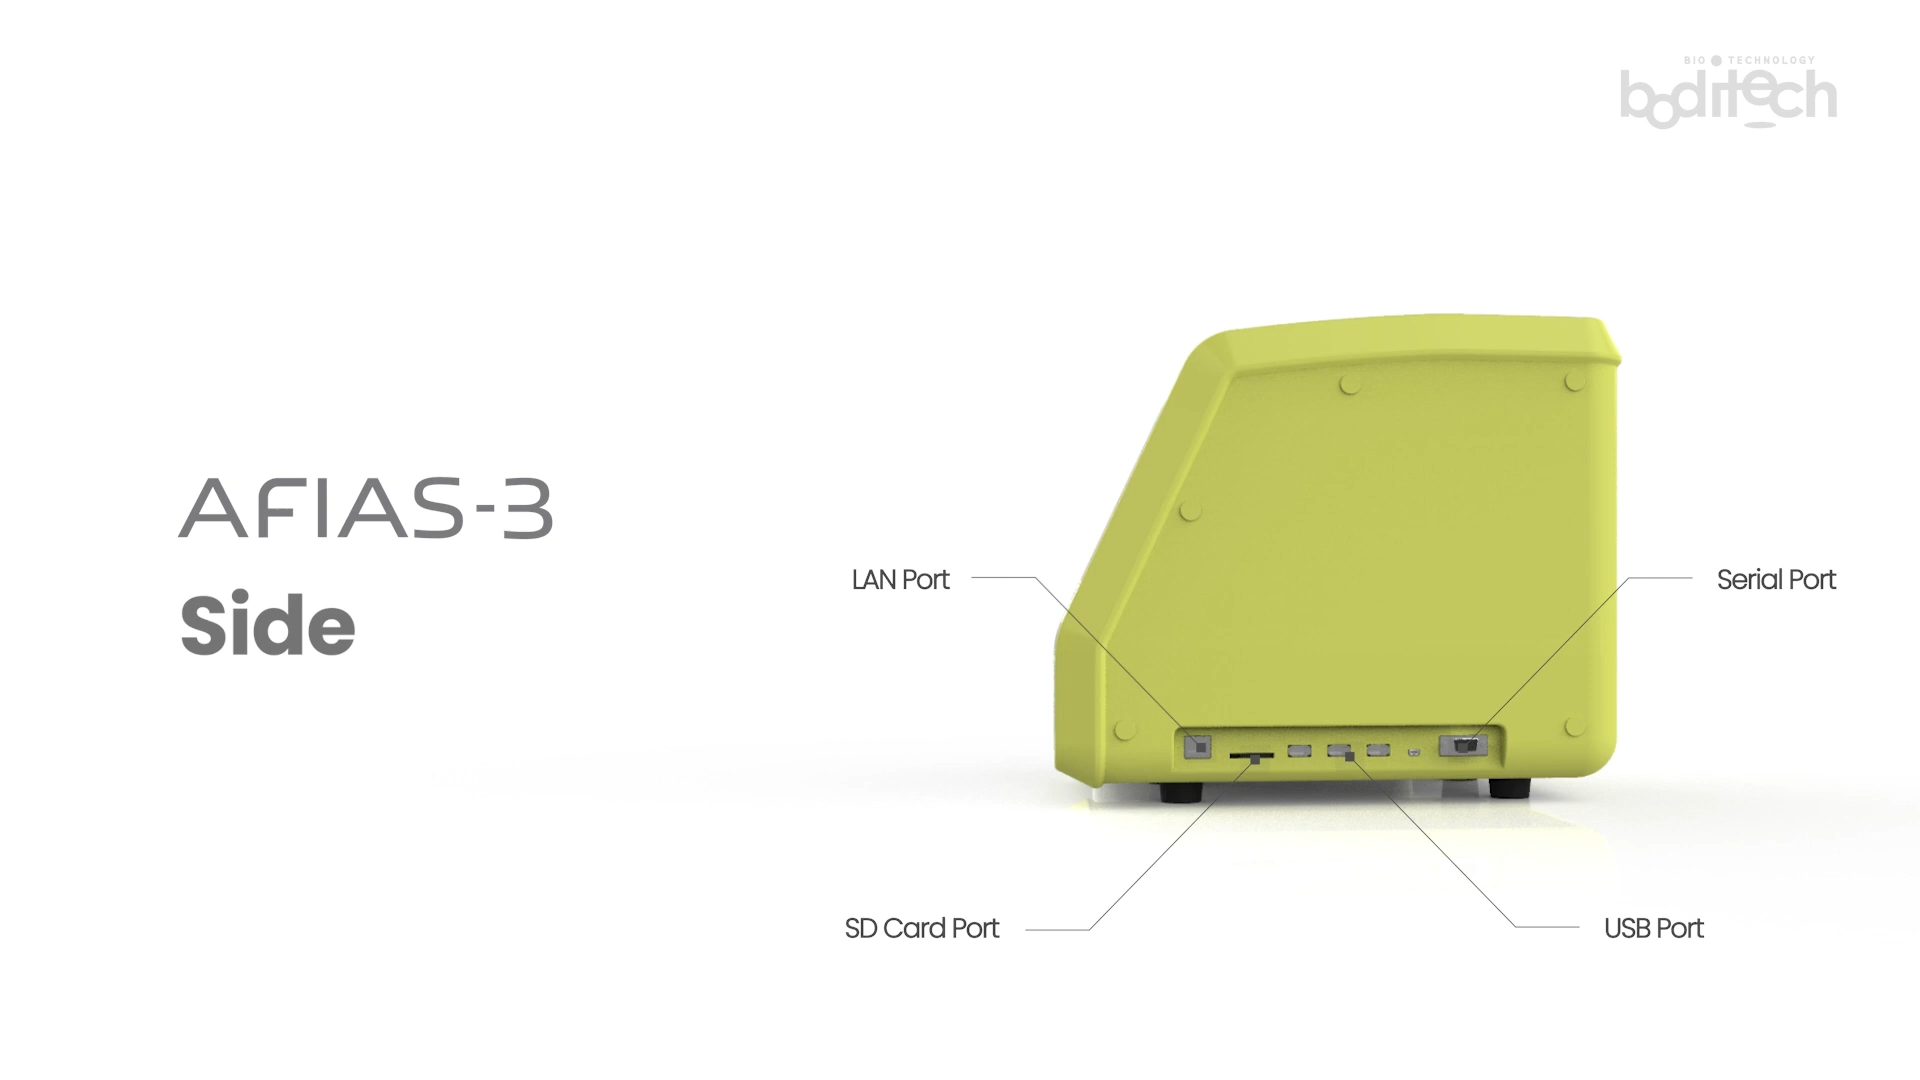 BIO TECHNOLOGY
boditech
AFIAS-3
Side
LAN Port
Serial Port
SD Card Port
USB Port